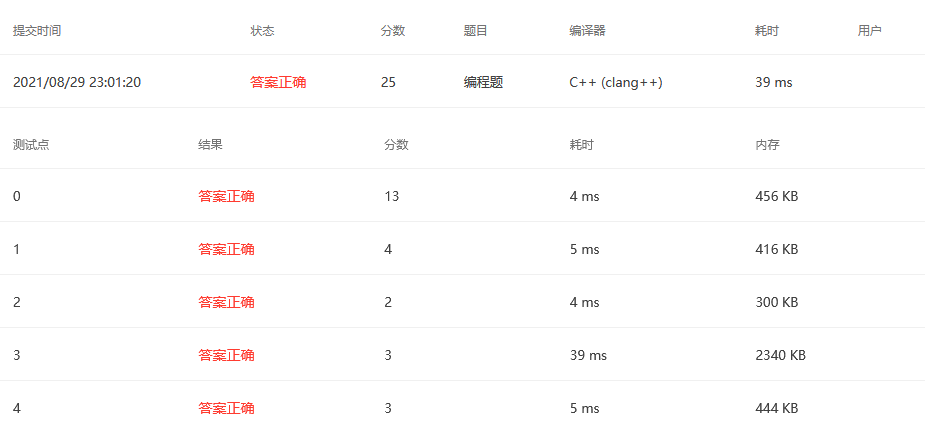 提交时间 状态 分数 题目 编译器 耗时 用户
2021/08/29 23:01:20 答案正确 25 编程题 C++ (clang++) 39 ms
测试点 结果 分数 耗时 内存
0 答案正确 13 4 ms 456 KB
1 答案正确 4 5 ms 416 KB
2 答案正确 2 4 ms 300 KB
3 答案正确 3 39 ms 2340 KB
4 答案正确 3 5 ms 444 KB